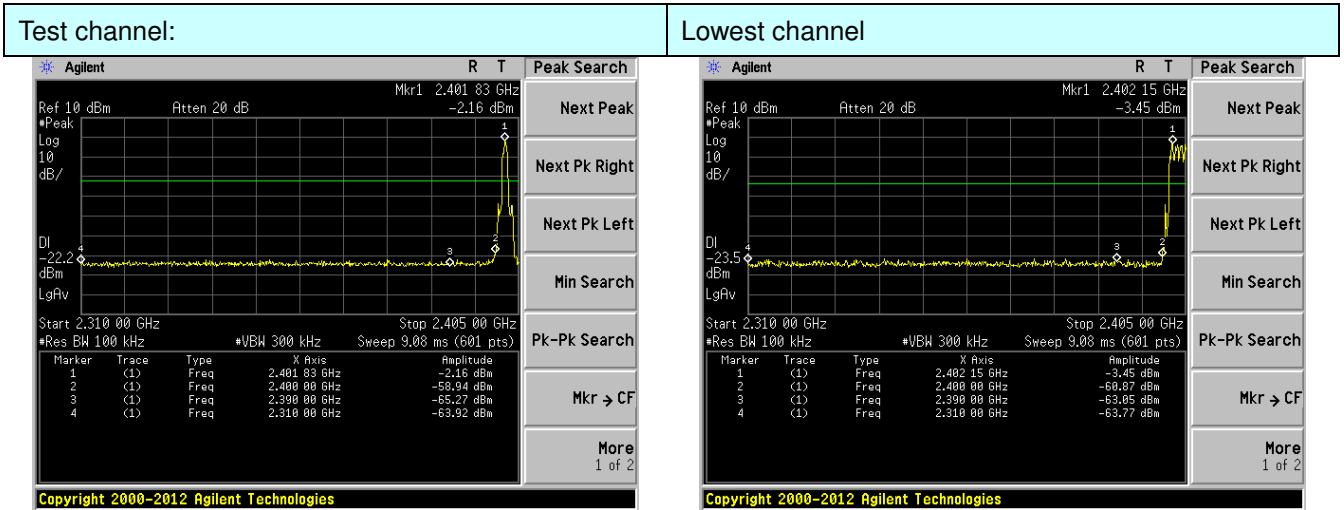 Test channel:
Lowest channel
Agilent R T
Peak Search
Mkr1 2.401 83 GHz
Ref 10 dBm Atten 20 dB -2.16 dBm
#Peak
Log
10
dB/
1
2
3
4
DI
-22.2
dBm
LgAv
Start 2.310 00 GHz Stop 2.405 00 GHz
#Res BW 100 kHz #VBW 300 kHz Sweep 9.08 ms (601 pts)
Marker Trace Type X Axis Amplitude
1 (1) Freq 2.401 83 GHz -2.16 dBm
2 (1) Freq 2.400 00 GHz -58.94 dBm
3 (1) Freq 2.390 00 GHz -65.27 dBm
4 (1) Freq 2.310 00 GHz -63.92 dBm
Next Peak
Next Pk Right
Next Pk Left
Min Search
Pk-Pk Search
Mkr → CF
More
1 of 2
Copyright 2000-2012 Agilent Technologies
Agilent R T
Peak Search
Mkr1 2.402 15 GHz
Ref 10 dBm Atten 20 dB -3.45 dBm
#Peak
Log
10
dB/
1
2
3
4
DI
-23.5
dBm
LgAv
Start 2.310 00 GHz Stop 2.405 00 GHz
#Res BW 100 kHz #VBW 300 kHz Sweep 9.08 ms (601 pts)
Marker Trace Type X Axis Amplitude
1 (1) Freq 2.402 15 GHz -3.45 dBm
2 (1) Freq 2.400 00 GHz -60.87 dBm
3 (1) Freq 2.390 00 GHz -63.05 dBm
4 (1) Freq 2.310 00 GHz -63.77 dBm
Next Peak
Next Pk Right
Next Pk Left
Min Search
Pk-Pk Search
Mkr → CF
More
1 of 2
Copyright 2000-2012 Agilent Technologies